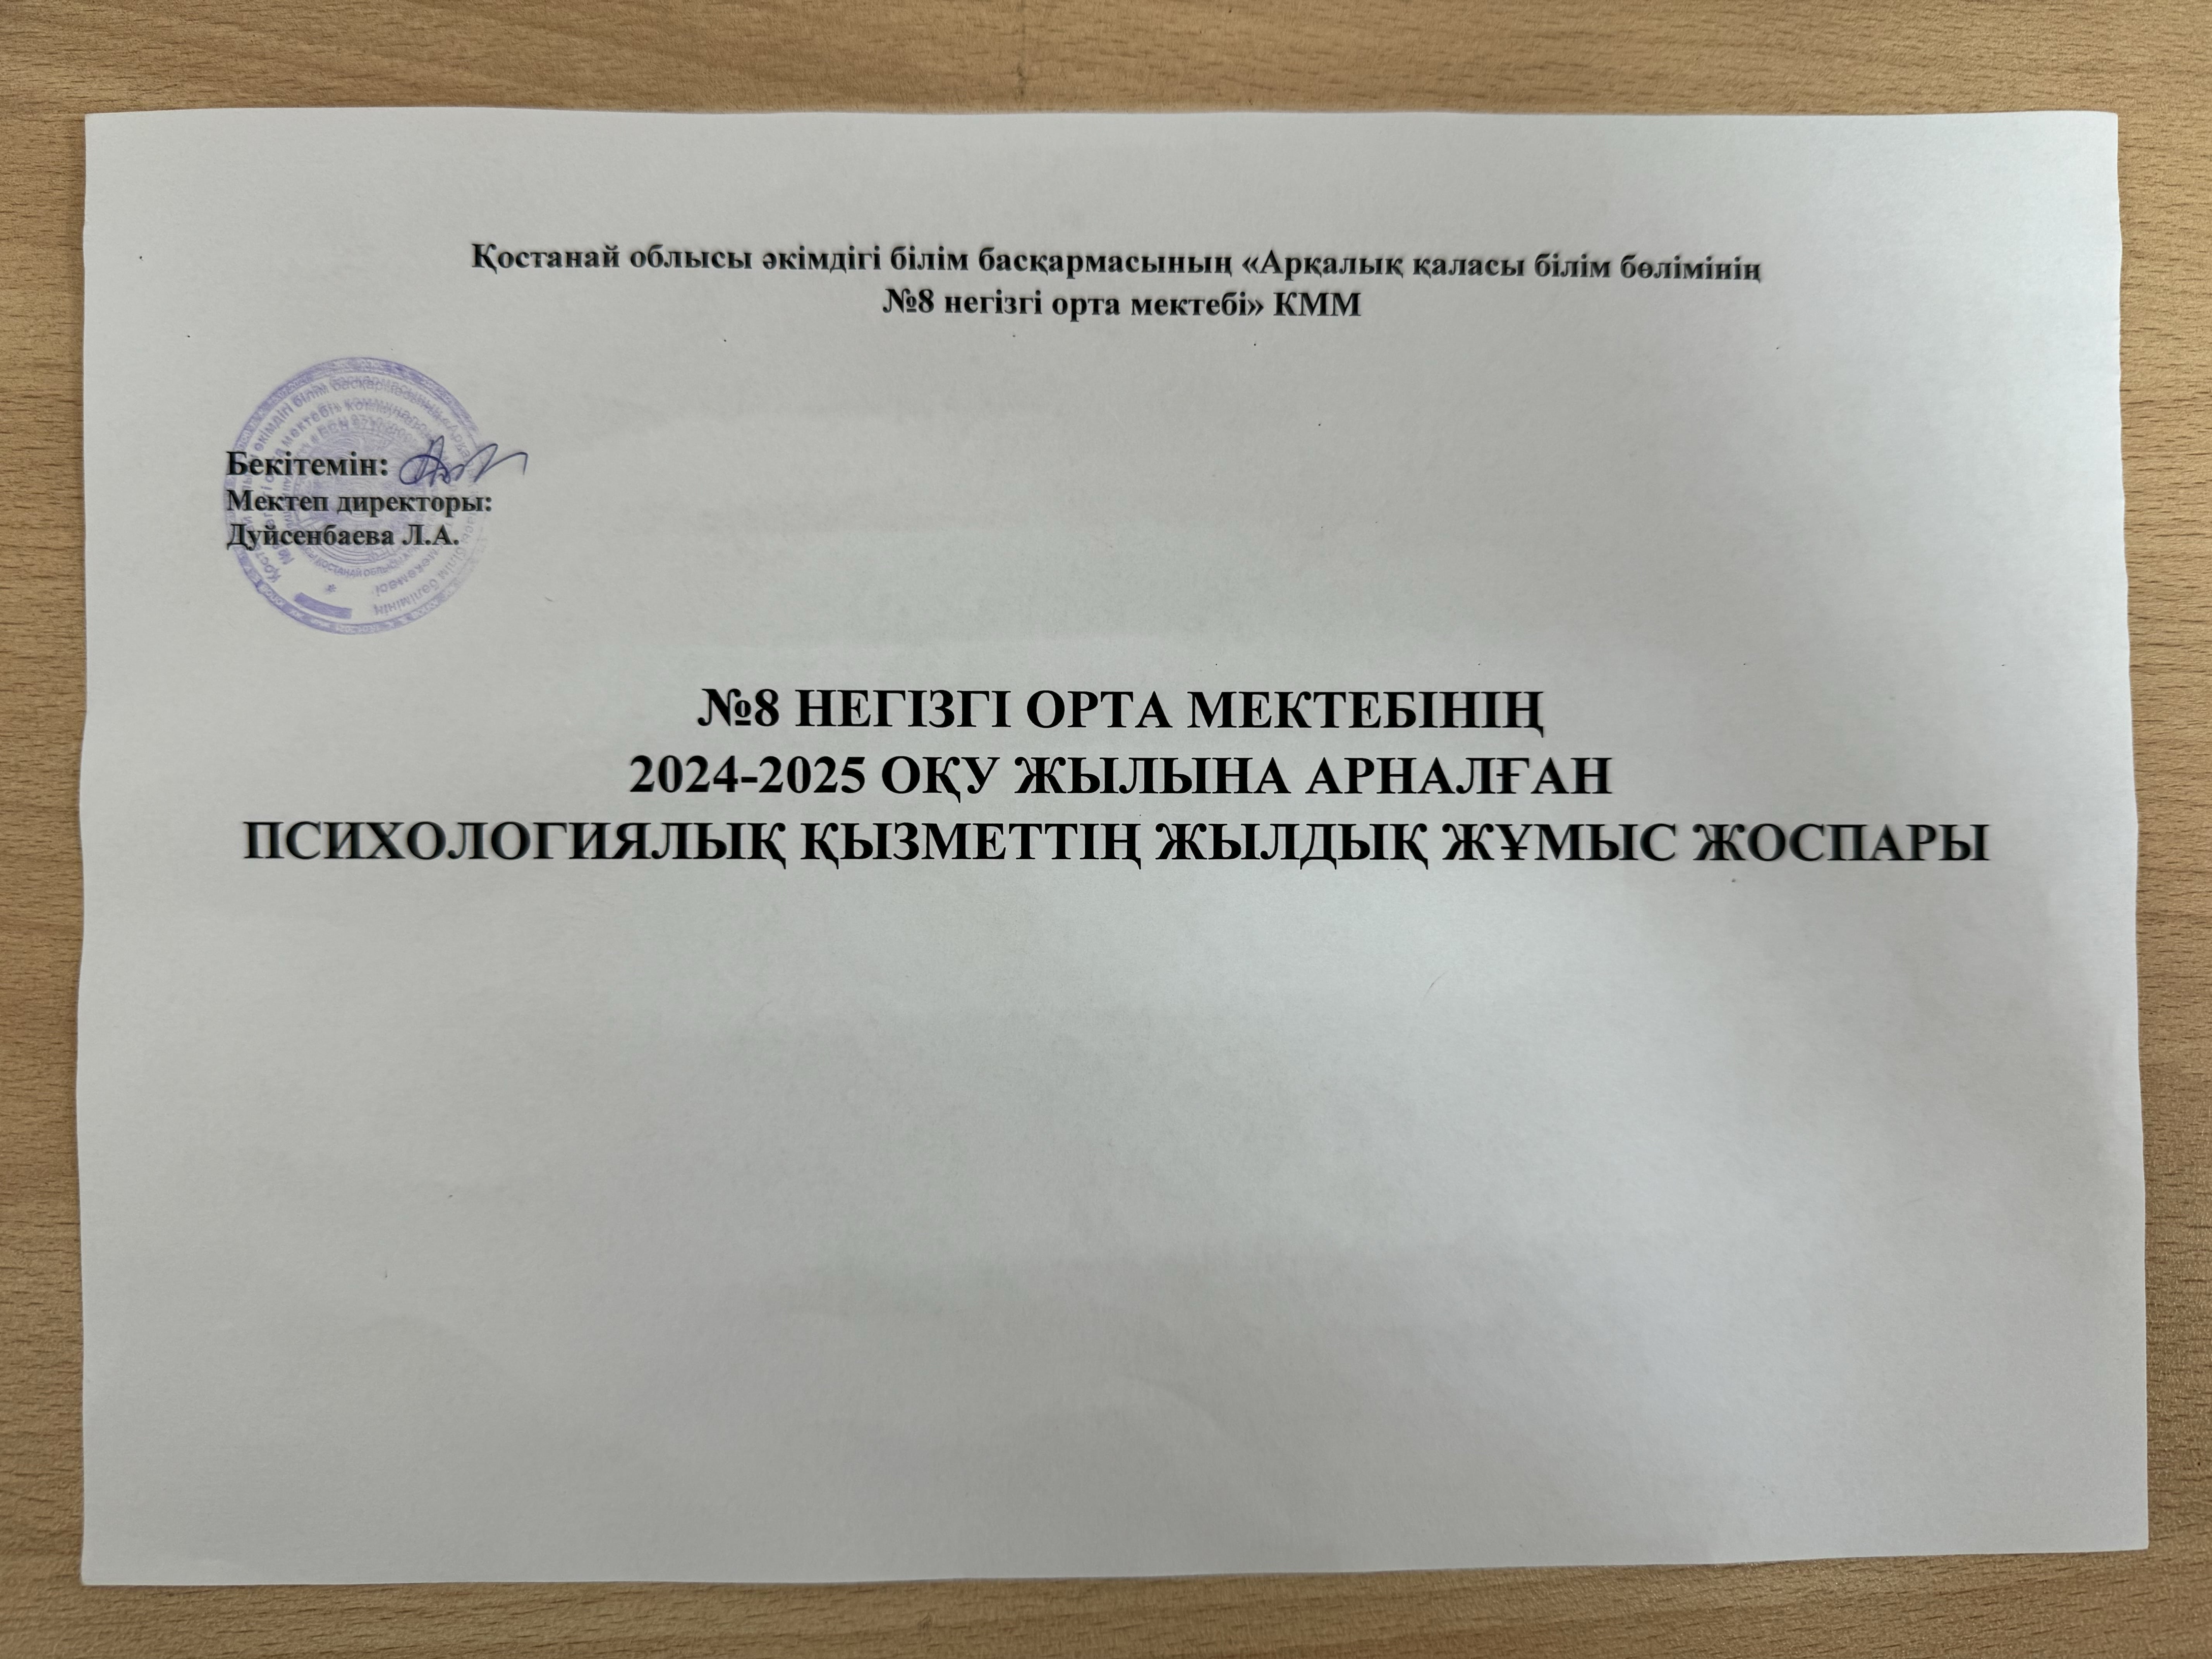 Қостанай облысы әкімдігі білім басқармасының «Арқалық қаласы білім бөлімінің
№8 негізгі орта мектебі» КММ
Бекітемін:
Мектеп директоры:
Дуйсенбаева Л.А.
№8 НЕГІЗГІ ОРТА МЕКТЕБІНІҢ
2024-2025 ОҚУ ЖЫЛЫНА АРНАЛҒАН
ПСИХОЛОГИЯЛЫҚ ҚЫЗМЕТТІҢ ЖЫЛДЫҚ ЖҰМЫС ЖОСПАРЫ